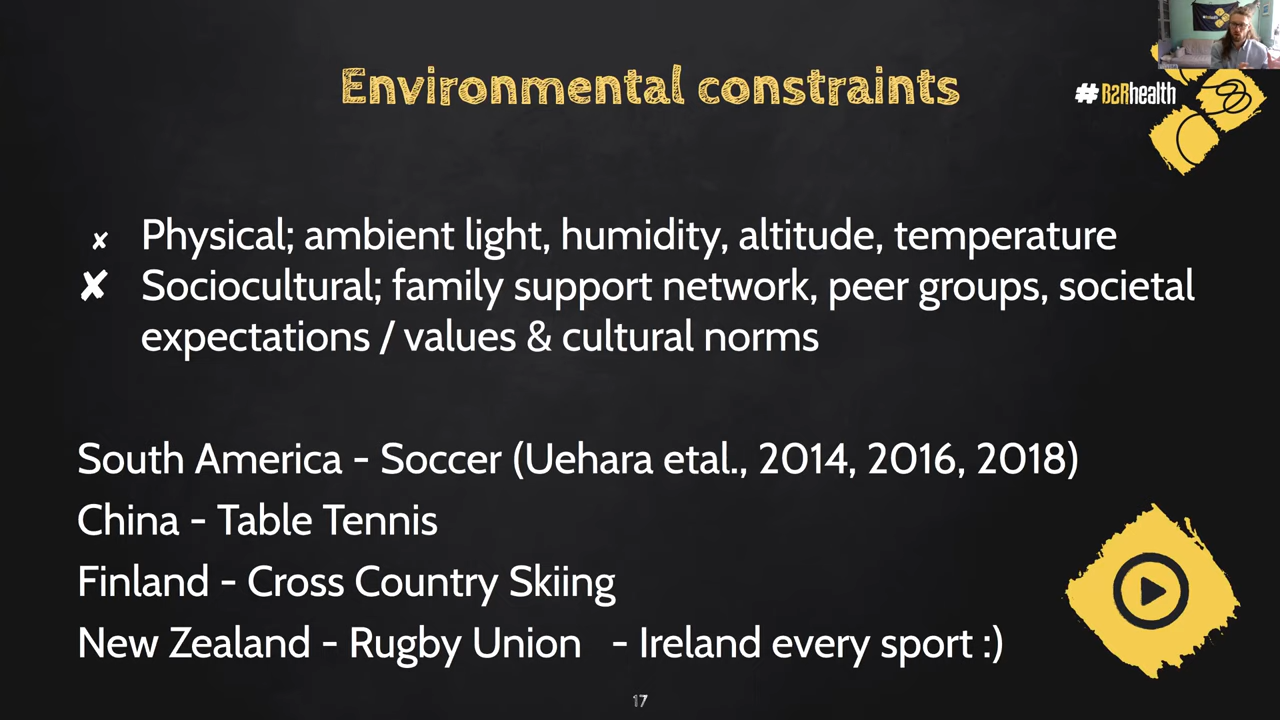 Environmental constraints
# B2Rhealth
✘ Physical; ambient light, humidity, altitude, temperature
✘ Sociocultural; family support network, peer groups, societal
expectations / values & cultural norms
South America - Soccer (Uehara etal., 2014, 2016, 2018)
China - Table Tennis
Finland - Cross Country Skiing
New Zealand - Rugby Union - Ireland every sport :)
17